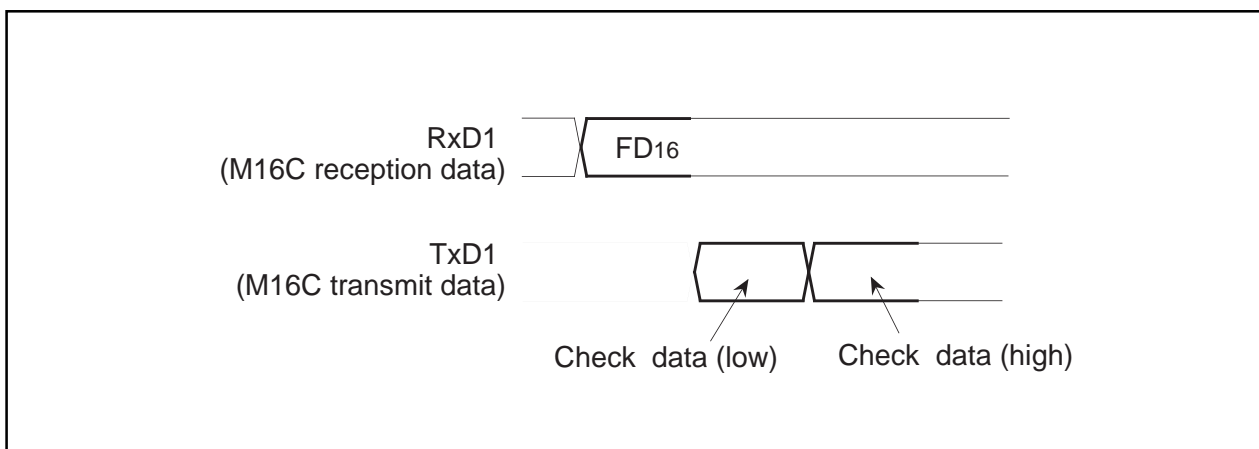 RxD1
(M16C reception data)
FD16
TxD1
(M16C transmit data)
Check data (low)
Check data (high)